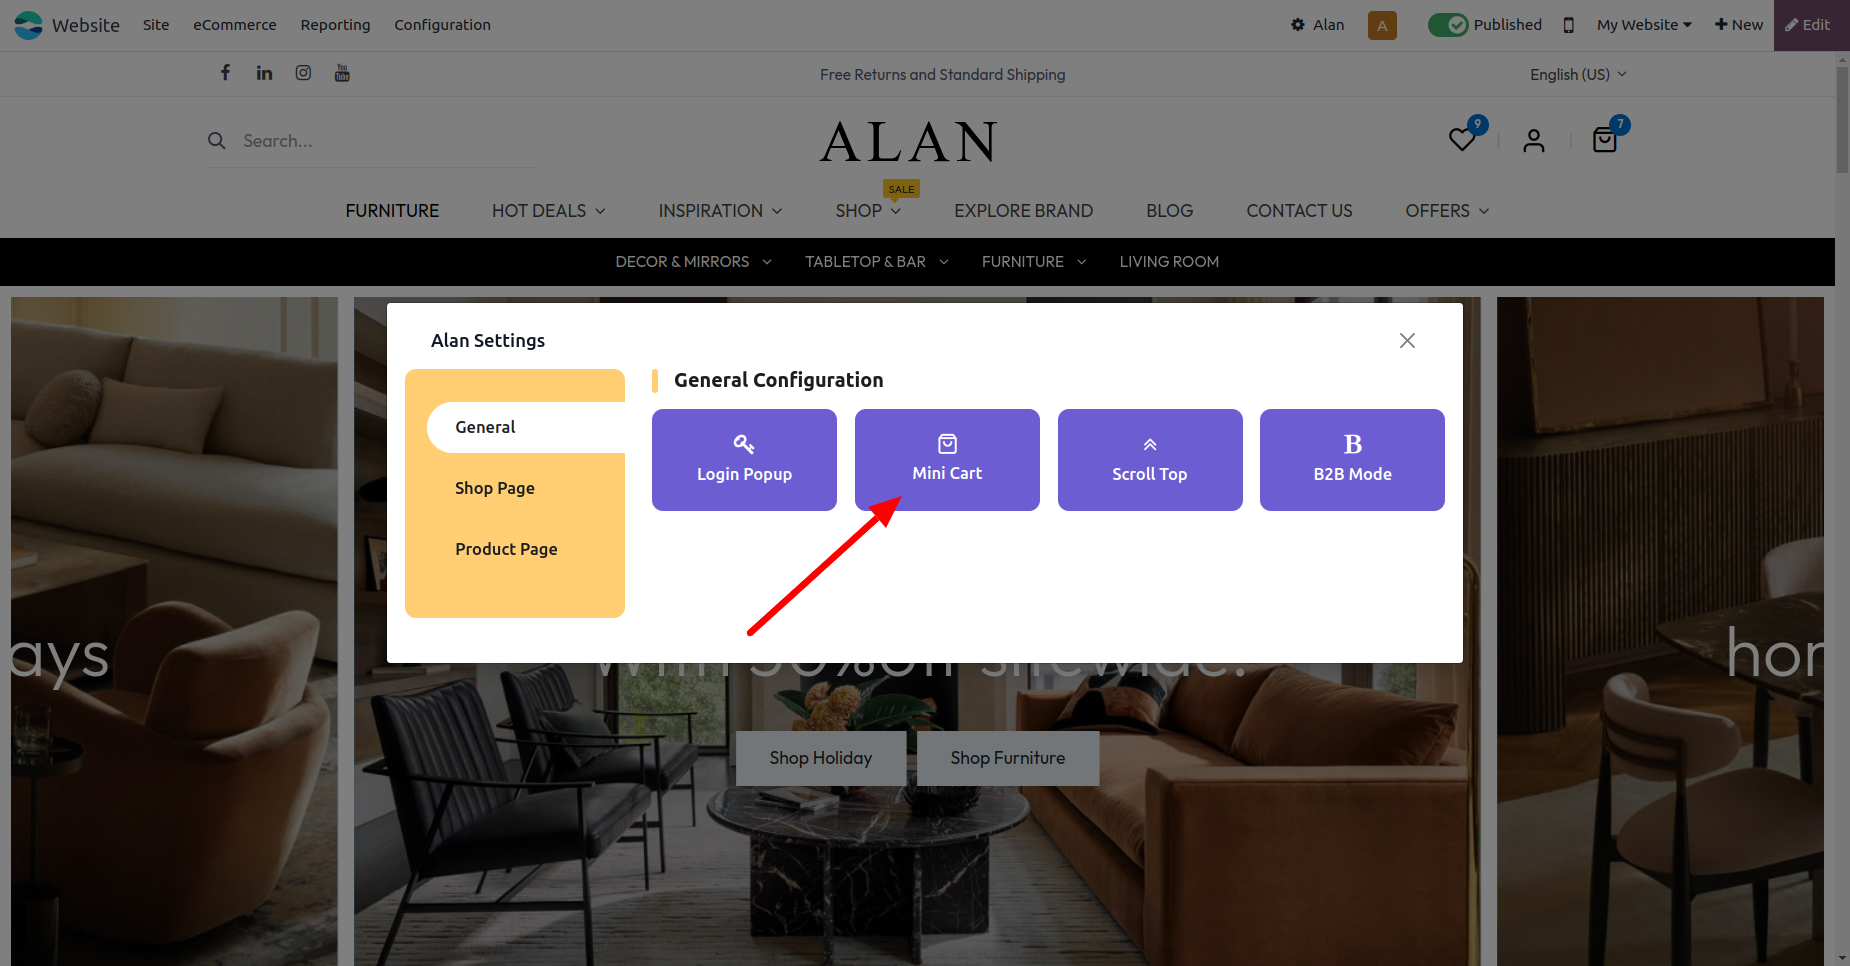 Website Site eCommerce Reporting Configuration Alan A Published My Website New Edit
You Tube Free Returns and Standard Shipping English (US)
Search... ALAN 9 7
SALE
FURNITURE HOT DEALS INSPIRATION SHOP EXPLORE BRAND BLOG CONTACT US OFFERS
DECOR & MIRRORS TABLETOP & BAR FURNITURE LIVING ROOM
Alan Settings
General Configuration
General
Shop Page
Product Page
Login Popup Mini Cart Scroll Top B B2B Mode
ays sitewide. hor
Shop Holiday Shop Furniture